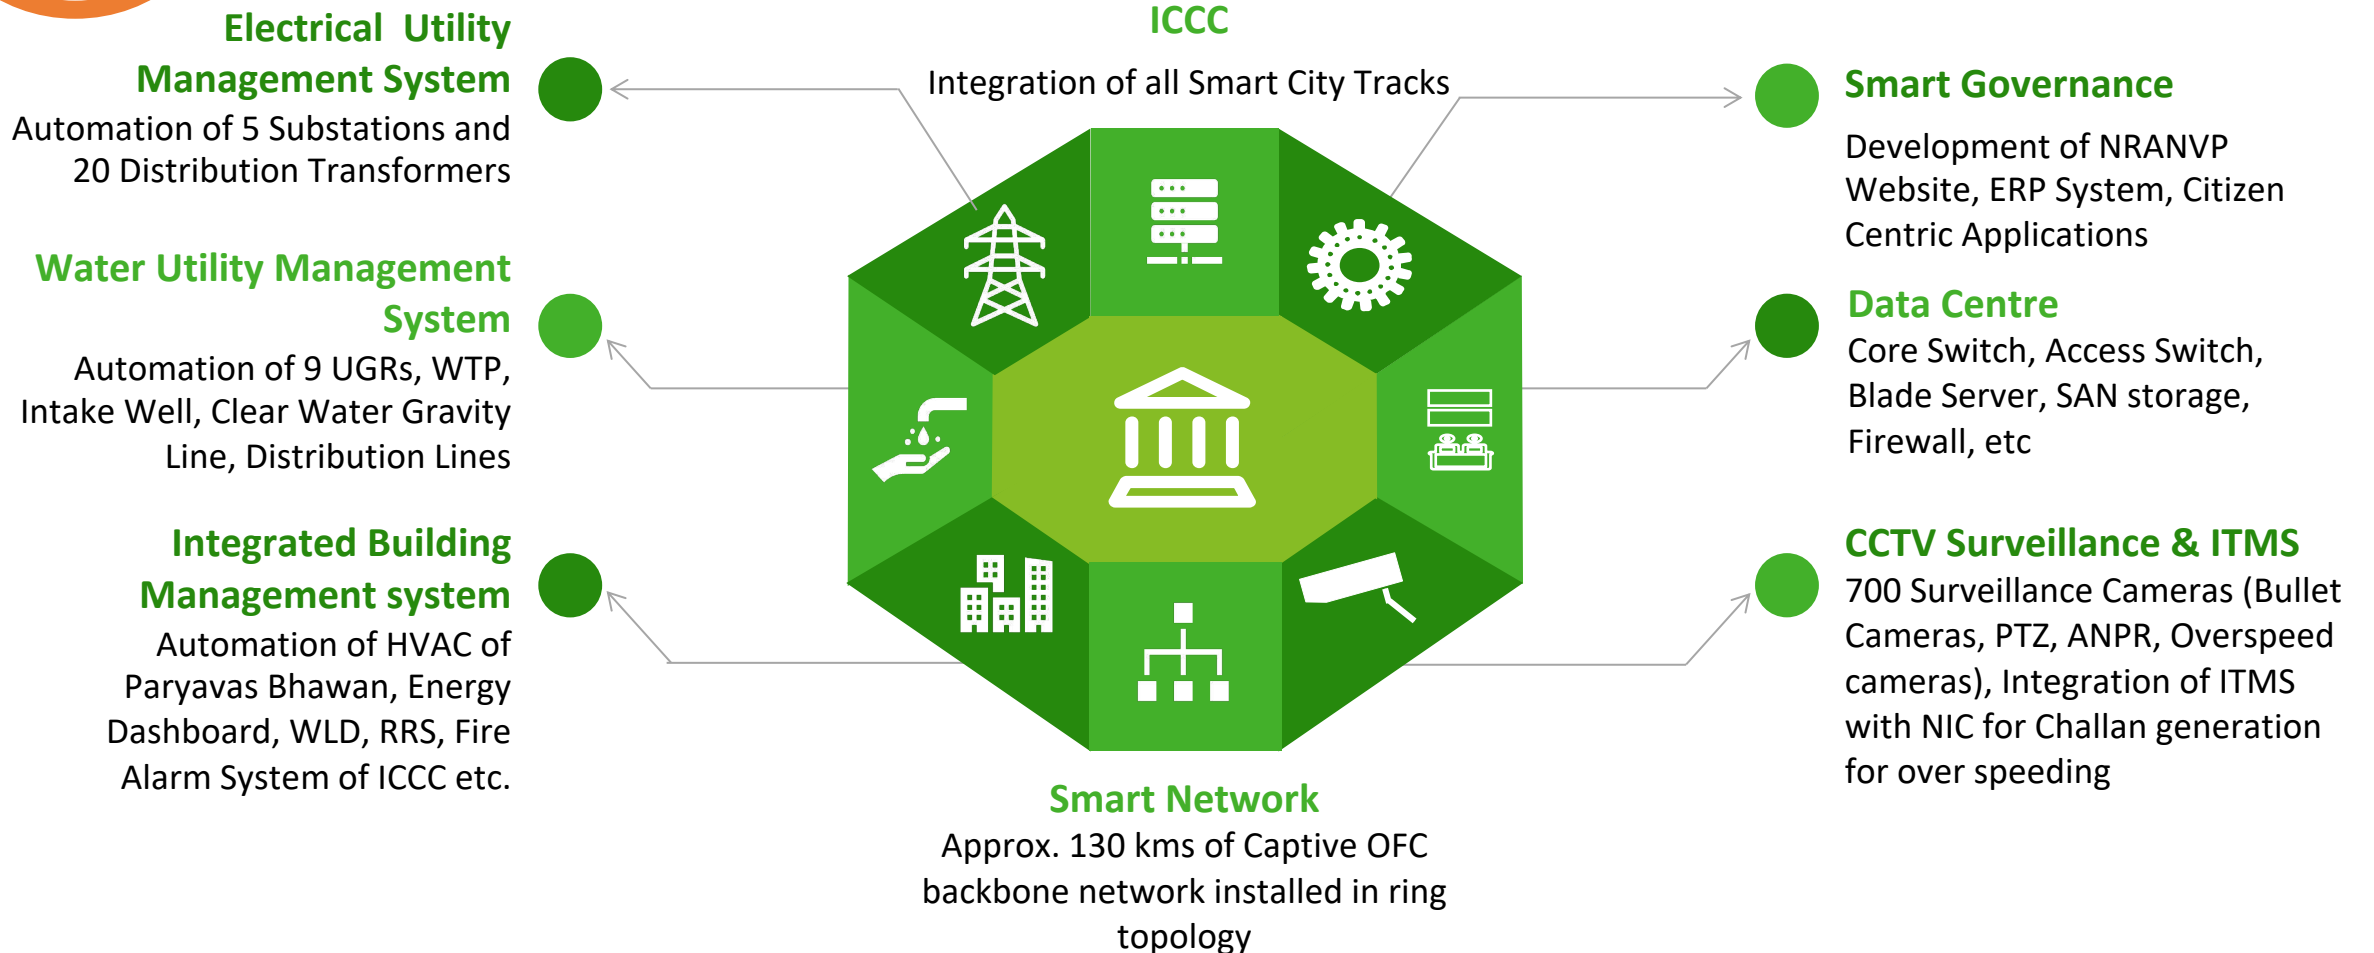 Electrical  Utility
Management System
Automation of 5 Substations and
20 Distribution Transformers
Water Utility Management
System
Automation of 9 UGRs, WTP,
Intake Well, Clear Water Gravity
Line, Distribution Lines
Integrated Building
Management system
Automation of HVAC of
Paryavas Bhawan, Energy
Dashboard, WLD, RRS, Fire
Alarm System of ICCC etc.
ICCC
Integration of all Smart City Tracks
Smart Network
Approx. 130 kms of Captive OFC
backbone network installed in ring
topology
Smart Governance
Development of NRANVP
Website, ERP System, Citizen
Centric Applications
Data Centre
Core Switch, Access Switch,
Blade Server, SAN storage,
Firewall, etc
CCTV Surveillance & ITMS
700 Surveillance Cameras (Bullet
Cameras, PTZ, ANPR, Overspeed
cameras), Integration of ITMS
with NIC for Challan generation
for over speeding